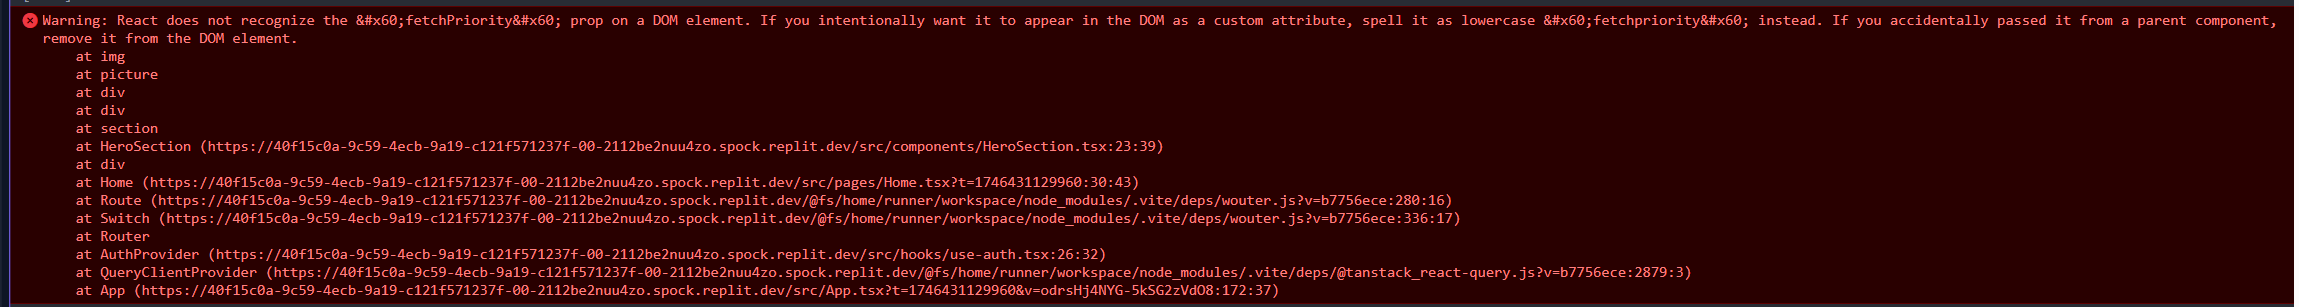 Warning: React does not recognize the &#x60;fetchPriority&#x60; prop on a DOM element. If you intentionally want it to appear in the DOM as a custom attribute, spell it as lowercase &#x60;fetchpriority&#x60; instead. If you accidentally passed it from a parent component,
remove it from the DOM element.
at img
at picture
at div
at div
at section
at HeroSection (https://40f15c0a-9c59-4ecb-9a19-c121f571237f-00-2112be2nuu4zo.spock.replit.dev/src/components/HeroSection.tsx:23:39)
at div
at Home (https://40f15c0a-9c59-4ecb-9a19-c121f571237f-00-2112be2nuu4zo.spock.replit.dev/src/pages/Home.tsx?t=1746431129960:30:43)
at Route (https://40f15c0a-9c59-4ecb-9a19-c121f571237f-00-2112be2nuu4zo.spock.replit.dev/@fs/home/runner/workspace/node_modules/.vite/deps/wouter.js?v=b7756ece:280:16)
at Switch (https://40f15c0a-9c59-4ecb-9a19-c121f571237f-00-2112be2nuu4zo.spock.replit.dev/@fs/home/runner/workspace/node_modules/.vite/deps/wouter.js?v=b7756ece:336:17)
at Router
at AuthProvider (https://40f15c0a-9c59-4ecb-9a19-c121f571237f-00-2112be2nuu4zo.spock.replit.dev/src/hooks/use-auth.tsx:26:32)
at QueryClientProvider (https://40f15c0a-9c59-4ecb-9a19-c121f571237f-00-2112be2nuu4zo.spock.replit.dev/@fs/home/runner/workspace/node_modules/.vite/deps/@tanstack_react-query.js?v=b7756ece:2879:3)
at App (https://40f15c0a-9c59-4ecb-9a19-c121f571237f-00-2112be2nuu4zo.spock.replit.dev/src/App.tsx?t=1746431129960&v=odrsHj4NYG-5kSG2zVdO8:172:37)